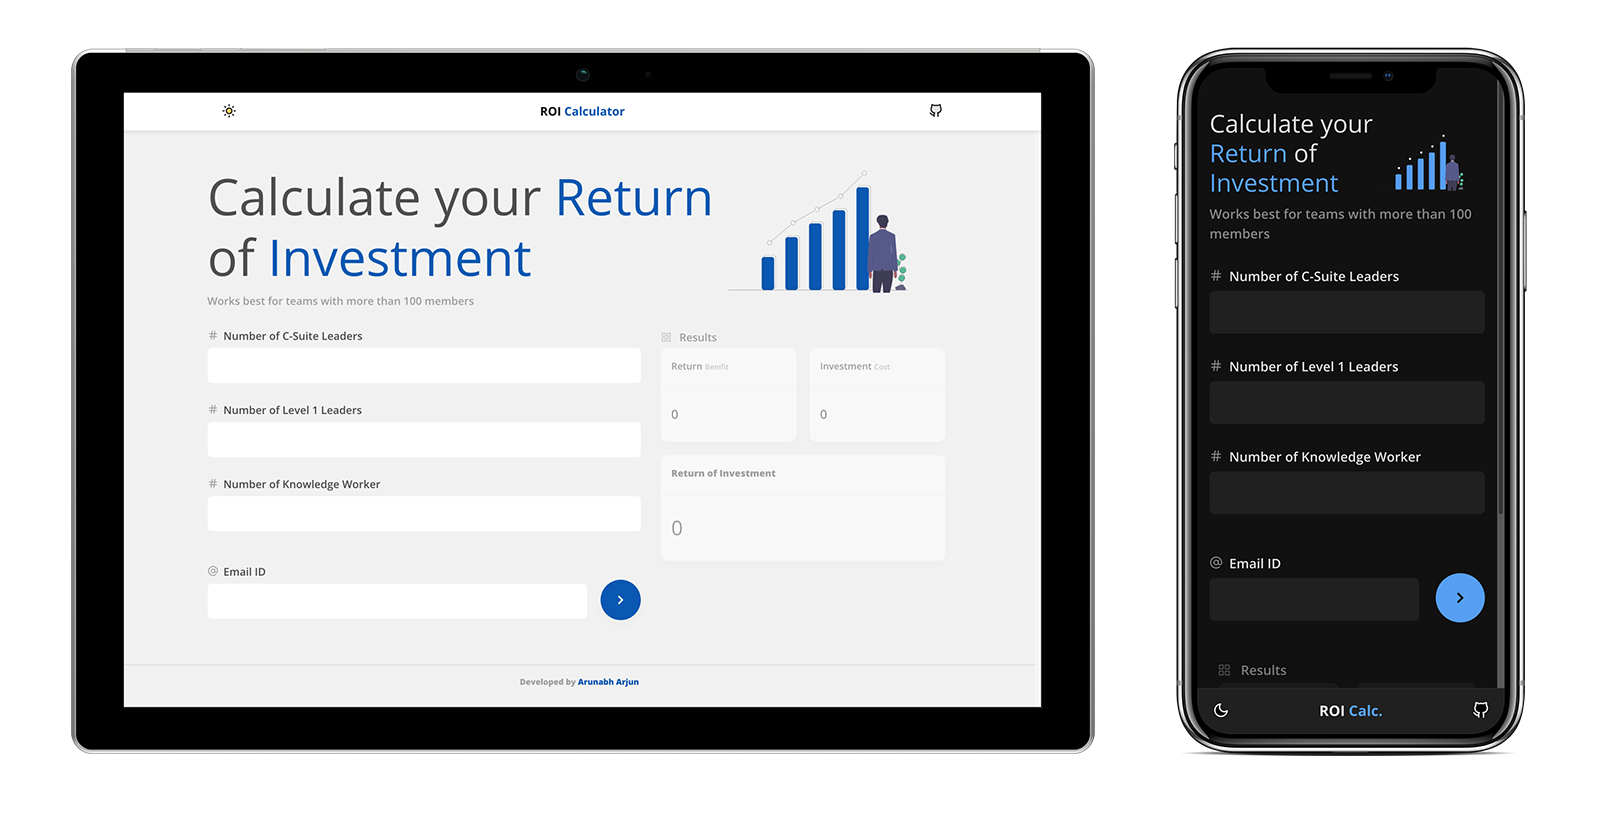 ROI Calculator
Calculate your Return
of Investment
Works best for teams with more than 100 members
# Number of C-Suite Leaders
# Number of Level 1 Leaders
# Number of Knowledge Worker
@ Email ID
Results
Return Benifit
0
Investment Cost
0
Return of Investment
0
Developed by Arunabh Arjun
Calculate your
Return of
Investment
Works best for teams with more than 100
members
# Number of C-Suite Leaders
# Number of Level 1 Leaders
# Number of Knowledge Worker
@ Email ID
Results
ROI Calc.